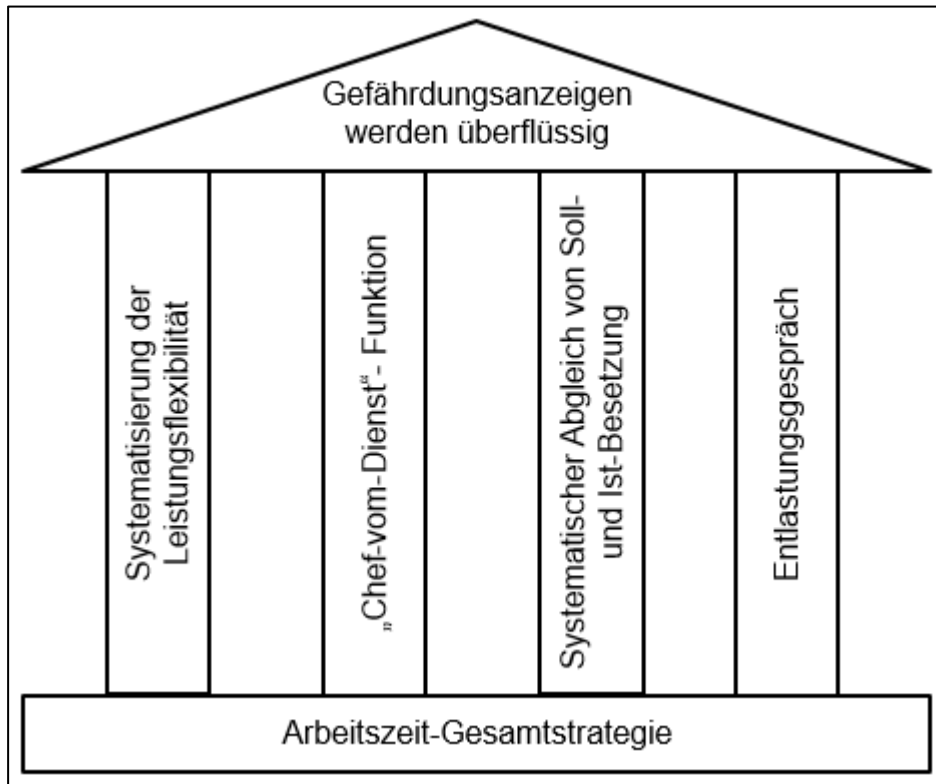 Gefährdungsanzeigen
werden überflüssig
Systematisierung der
Leistungsflexibilität
„Chef-vom-Dienst“- Funktion
Systematischer Abgleich von Soll-
und Ist-Besetzung
Entlastungsgespräch
Arbeitszeit-Gesamtstrategie